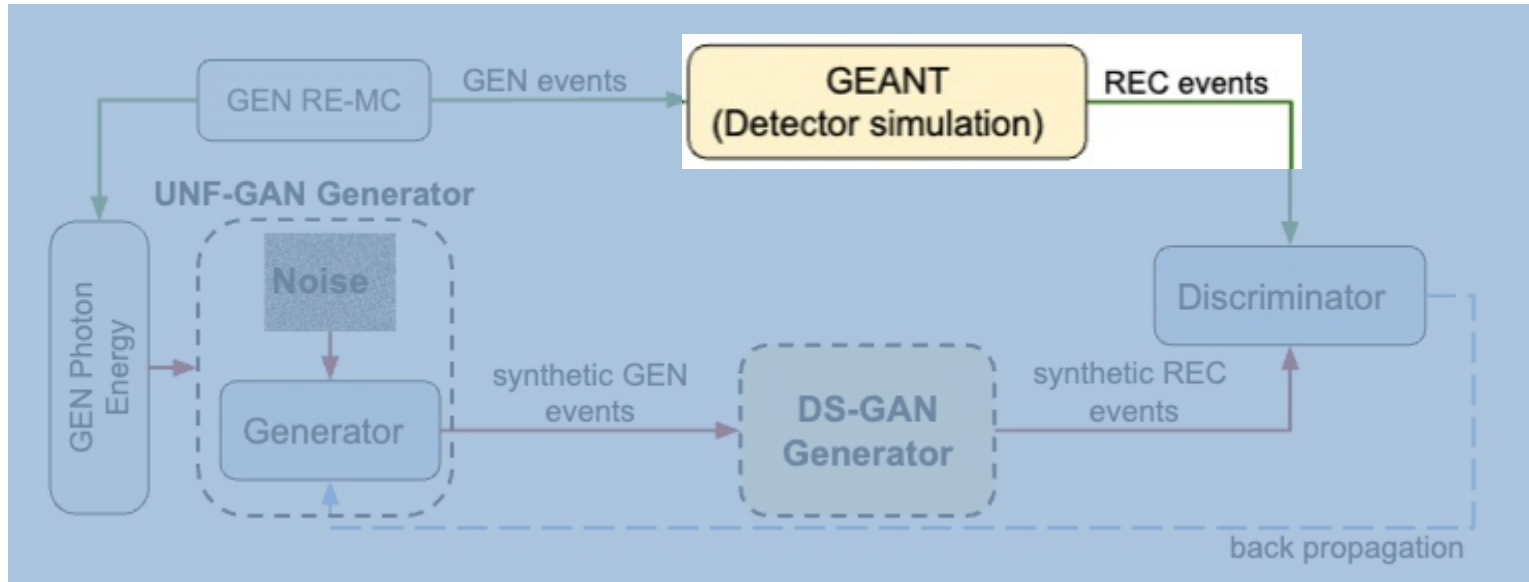 GEN RE-MC
GEN events
GEANT
(Detector simulation)
REC events
UNF-GAN Generator
GEN Photon
Energy
Noise
Generator
synthetic GEN
events
DS-GAN
Generator
synthetic REC
events
Discriminator
back propagation